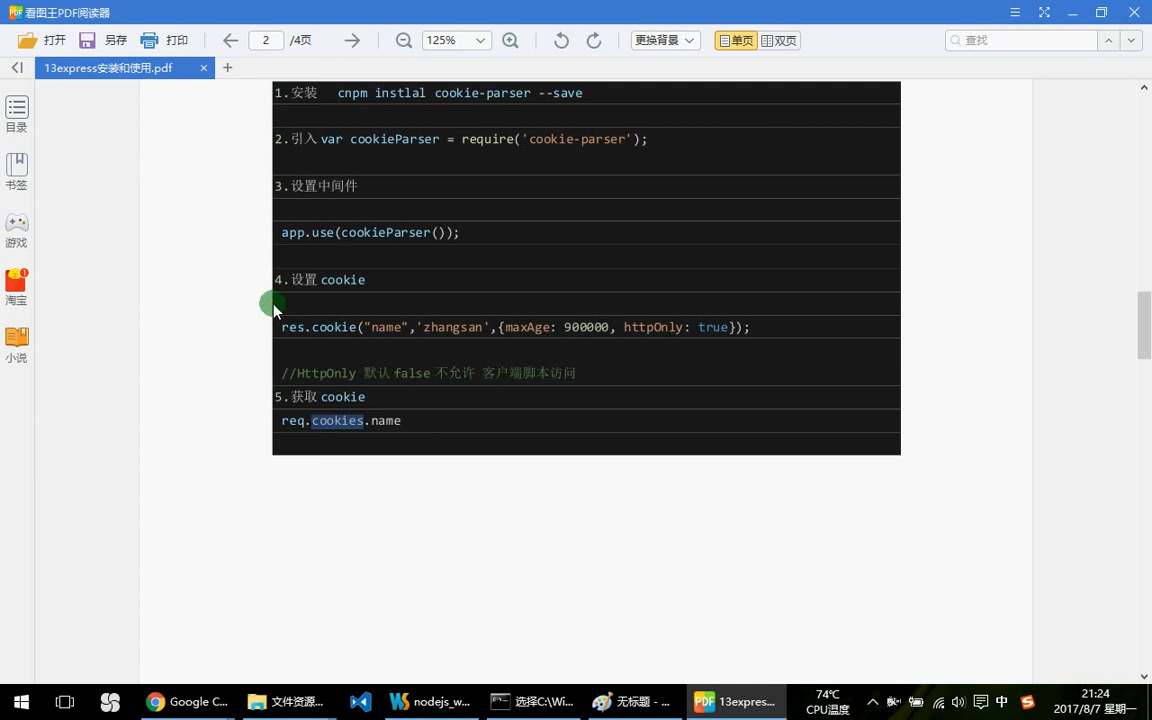 看图王PDF阅读器
打开 另存 打印 2 /4页 125% 更换背景 单页 双页 查找
13express安装和使用.pdf
目录
书签
游戏
淘宝
小说
1.安装 cnpm instlal cookie-parser --save
2.引入 var cookieParser = require('cookie-parser');
3.设置中间件
app.use(cookieParser());
4.设置 cookie
res.cookie("name",'zhangsan',{maxAge: 900000, httpOnly: true});
//HttpOnly 默认 false 不允许 客户端脚本访问
5.获取 cookie
req.cookies.name
Google C... 文件资源... nodejs_w... 选择C:\Wi... 无标题 - ... 13expres...
74℃
CPU温度
中
21:24
2017/8/7 星期一